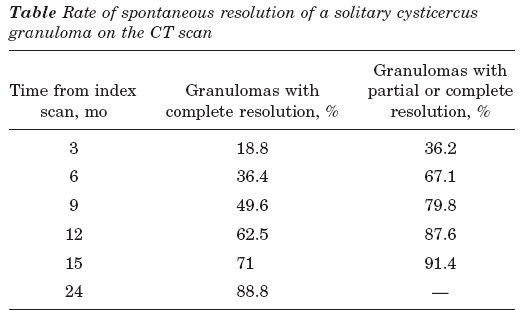 Table Rate of spontaneous resolution of a solitary cysticercus
granuloma on the CT scan
Granulomas with
Time from index Granulomas with partial or complete
scan, mo complete resolution, % resolution, %
3 18.8 36.2
6 36.4 67.1
9 49.6 79.8
12 62.5 87.6
15 71 91.4
24 88.8 —